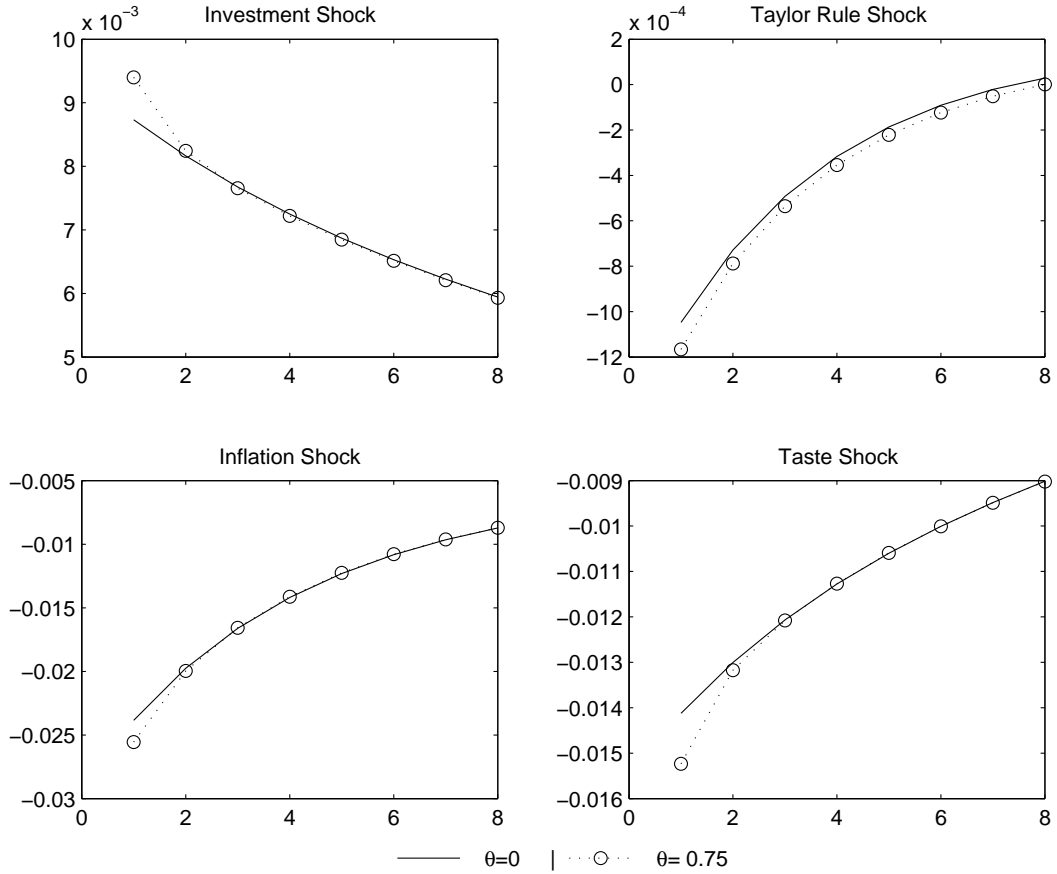 Investment Shock
x 10⁻³
10
9
8
7
6
5
0 2 4 6 8
Taylor Rule Shock
x 10⁻⁴
2
0
−2
−4
−6
−8
−10
−12
0 2 4 6 8
Inflation Shock
−0.005
−0.01
−0.015
−0.02
−0.025
−0.03
0 2 4 6 8
Taste Shock
−0.009
−0.01
−0.011
−0.012
−0.013
−0.014
−0.015
−0.016
0 2 4 6 8
θ=0 | θ= 0.75